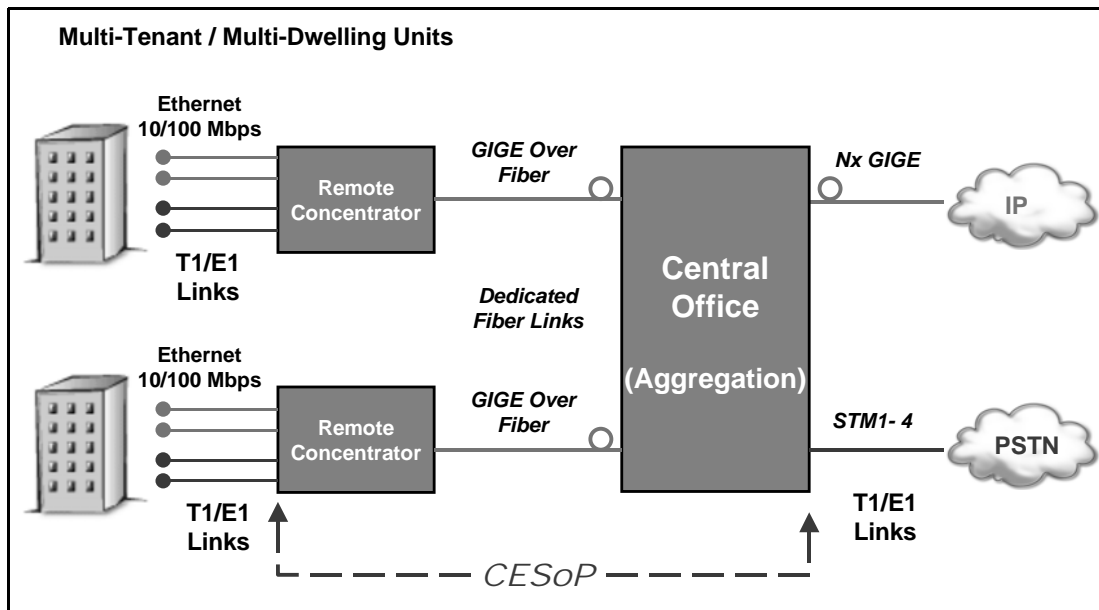 Multi-Tenant / Multi-Dwelling Units
Ethernet
10/100 Mbps
Remote
Concentrator
T1/E1
Links
GIGE Over
Fiber
Dedicated
Fiber Links
Central
Office
(Aggregation)
Nx GIGE
IP
Ethernet
10/100 Mbps
Remote
Concentrator
T1/E1
Links
GIGE Over
Fiber
STM1- 4
PSTN
T1/E1
Links
CESoP